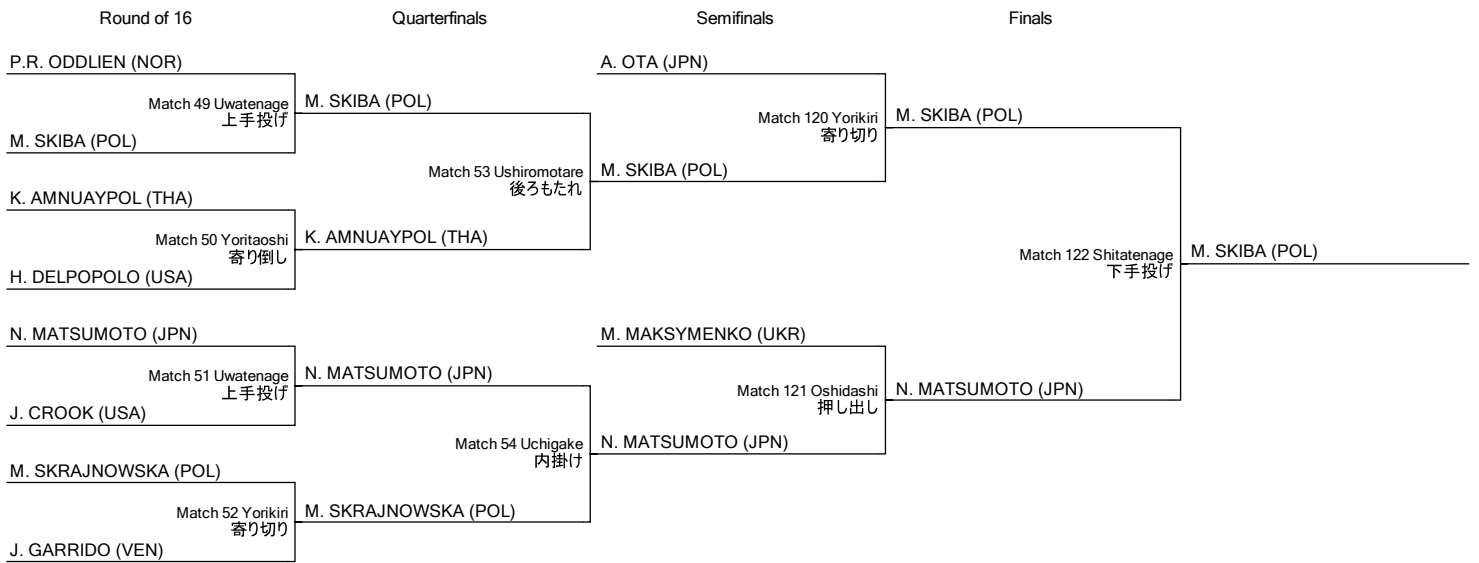 Round of 16
Quarterfinals
Semifinals
Finals
P.R. ODDLIEN (NOR)
Match 49 Uwatenage
上手投げ
M. SKIBA (POL)
K. AMNUAYPOL (THA)
Match 50 Yoritaoshi
寄り倒し
H. DELPOPOLO (USA)
N. MATSUMOTO (JPN)
Match 51 Uwatenage
上手投げ
J. CROOK (USA)
M. SKRAJNOWSKA (POL)
Match 52 Yorikiri
寄り切り
J. GARRIDO (VEN)
M. SKIBA (POL)
Match 53 Ushiromotare
後ろもたれ
K. AMNUAYPOL (THA)
N. MATSUMOTO (JPN)
Match 54 Uchigake
内掛け
M. SKRAJNOWSKA (POL)
A. OTA (JPN)
Match 120 Yorikiri
寄り切り
M. SKIBA (POL)
M. MAKSYMENKO (UKR)
Match 121 Oshidashi
押し出し
N. MATSUMOTO (JPN)
M. SKIBA (POL)
Match 122 Shitatenage
下手投げ
N. MATSUMOTO (JPN)
M. SKIBA (POL)